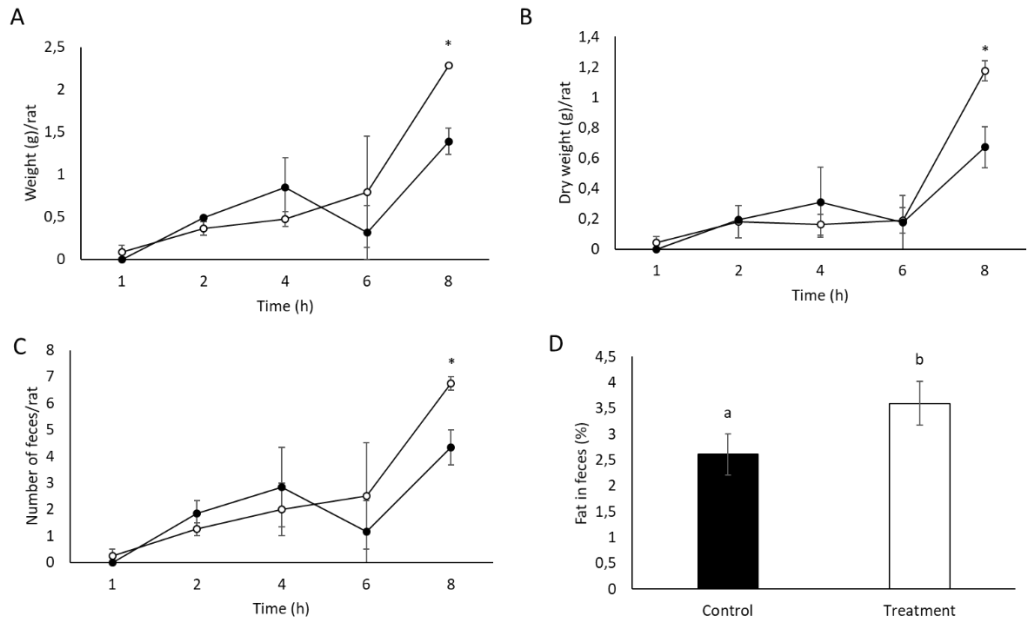 A
Weight (g)/rat
2,5
2
1,5
1
0,5
0
*
1 2 4 6 8
Time (h)
B
Dry weight (g)/rat
1,4
1,2
1
0,8
0,6
0,4
0,2
0
*
1 2 4 6 8
Time (h)
C
Number of feces/rat
8
7
6
5
4
3
2
1
0
*
1 2 4 6 8
Time (h)
D
Fat in feces (%)
4,5
4
3,5
3
2,5
2
1,5
1
0,5
0
a
b
Control Treatment